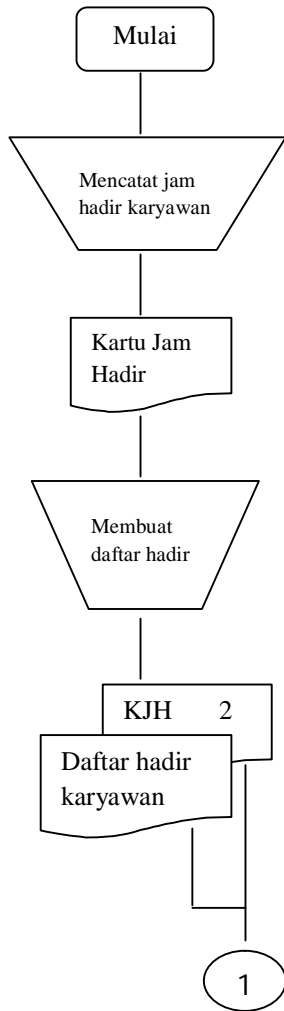 Mulai
Mencatat jam
hadir karyawan
Kartu Jam
Hadir
Membuat
daftar hadir
KJH 2
Daftar hadir
karyawan
1